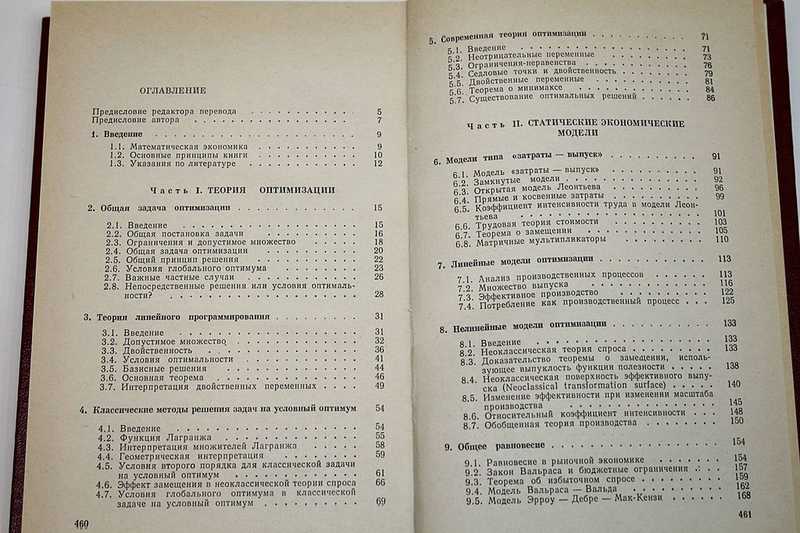 ОГЛАВЛЕНИЕ
Предисловие редактора перевода . . . . . . . . . . . 5
Предисловие автора . . . . . . . . . . . . . . . 7
1. Введение . . . . . . . . . . . . . . . . . . 9
1.1. Математическая экономика . . . . . . . . . . 9
1.2. Основные принципы книги . . . . . . . . . . 10
1.3. Указания по литературе . . . . . . . . . . . 12
Часть I. ТЕОРИЯ ОПТИМИЗАЦИИ
2. Общая задача оптимизации . . . . . . . . . . . 15
2.1. Введение . . . . . . . . . . . . . . . . 15
2.2. Общая постановка задачи . . . . . . . . . . 16
2.3. Ограничения и допустимое множество . . . . . 18
2.4. Общая задача оптимизации . . . . . . . . . 20
2.5. Общий принцип решения . . . . . . . . . . 22
2.6. Условия глобального оптимума . . . . . . . 23
2.7. Важные частные случаи . . . . . . . . . . . 26
2.8. Непосредственные решения или условия оптималь-
ности? . . . . . . . . . . . . . . . . . 28
3. Теория линейного программирования . . . . . . . . 31
3.1. Введение . . . . . . . . . . . . . . . . 31
3.2. Допустимое множество . . . . . . . . . . . 32
3.3. Двойственность . . . . . . . . . . . . . . 36
3.4. Условия оптимальности . . . . . . . . . . . 41
3.5. Базисные решения . . . . . . . . . . . . . 44
3.6. Основная теорема . . . . . . . . . . . . . 46
3.7. Интерпретация двойственных переменных . . . . 49
4. Классические методы решения задач на условный оптимум 54
4.1. Введение . . . . . . . . . . . . . . . . 54
4.2. Функция Лагранжа . . . . . . . . . . . . 55
4.3. Интерпретация множителей Лагранжа . . . . . 58
4.4. Геометрическая интерпретация . . . . . . . 59
4.5. Условия второго порядка для классической задачи
на условный оптимум . . . . . . . . . . . 61
4.6. Эффект замещения в неоклассической теории спроса 66
4.7. Условия глобального оптимума в классической
задаче на условный оптимум . . . . . . . . . 69
460
5. Современная теория оптимизации . . . . . . . . . . . 71
5.1. Введение . . . . . . . . . . . . . . . . 71
5.2. Неотрицательные переменные . . . . . . . . 73
5.3. Ограничения-неравенства . . . . . . . . . . 76
5.4. Седловые точки и двойственность . . . . . . . 79
5.5. Двойственные переменные . . . . . . . . . . 81
5.6. Теорема о минимаксе . . . . . . . . . . . 84
5.7. Существование оптимальных решений . . . . . . 86
Часть II. СТАТИЧЕСКИЕ ЭКОНОМИЧЕСКИЕ
МОДЕЛИ
6. Модели типа «затраты — выпуск» . . . . . . . . . 91
6.1. Модель «затраты — выпуск» . . . . . . . . . 91
6.2. Замкнутые модели . . . . . . . . . . . . . 92
6.3. Открытая модель Леонтьева . . . . . . . . . 96
6.4. Прямые и косвенные затраты . . . . . . . . 99
6.5. Коэффициент интенсивности труда в модели Леон-
тьева . . . . . . . . . . . . . . . . . 101
6.6. Трудовая теория стоимости . . . . . . . . . 103
6.7. Теорема о замещении . . . . . . . . . . . 105
6.8. Матричные мультипликаторы . . . . . . . . . 110
7. Линейные модели оптимизации . . . . . . . . . . 113
7.1. Анализ производственных процессов . . . . . . 113
7.2. Множество выпуска . . . . . . . . . . . . 116
7.3. Эффективное производство . . . . . . . . . 122
7.4. Потребление как производственный процесс . . . 125
8. Нелинейные модели оптимизации . . . . . . . . . . 133
8.1. Введение . . . . . . . . . . . . . . . . 133
8.2. Неоклассическая теория спроса . . . . . . . . 133
8.3. Доказательство теоремы о замещении, исполь-
зующее выпуклость функции полезности . . . . . 138
8.4. Неоклассическая поверхность эффективного выпу-
ска (Neoclassical transformation surface) . . . . . 140
8.5. Изменение эффективности при изменении масштаба
производства . . . . . . . . . . . . . . 145
8.6. Относительный коэффициент интенсивности . . . 148
8.7. Обобщенная теория производства . . . . . . . 150
9. Общее равновесие . . . . . . . . . . . . . . . 154
9.1. Равновесие в рыночной экономике . . . . . . . 154
9.2. Закон Вальраса и бюджетные ограничения . . . 157
9.3. Теорема об избыточном спросе . . . . . . . . 159
9.4. Модель Вальраса — Вальда . . . . . . . . . 162
9.5. Модель Эрроу — Дебре — Мак-Кензи . . . . . . 168
461